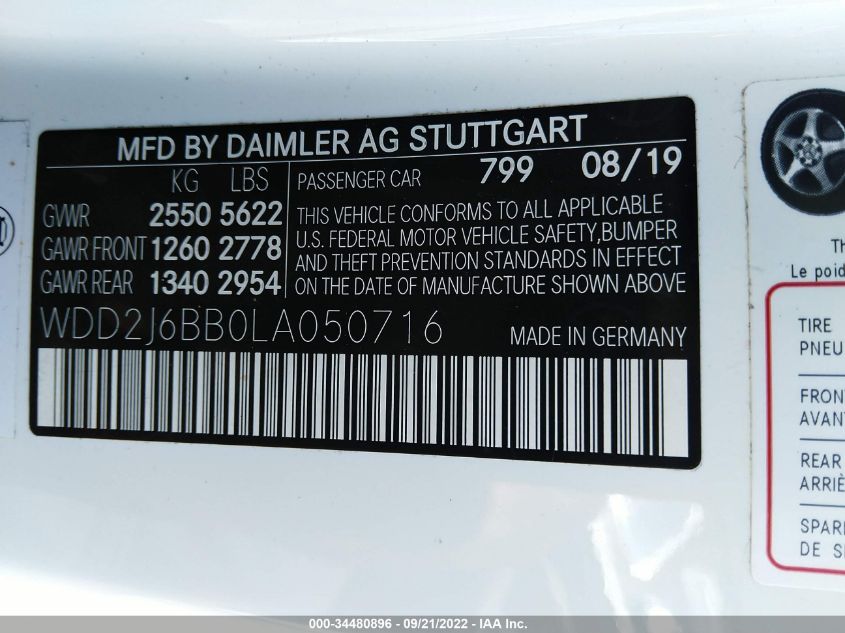 MFD BY DAIMLER AG STUTTGART
KG LBS
GVWR 2550 5622
GAWR FRONT 1260 2778
GAWR REAR 1340 2954
PASSENGER CAR 799 08/19
THIS VEHICLE CONFORMS TO ALL APPLICABLE
U.S. FEDERAL MOTOR VEHICLE SAFETY,BUMPER
AND THEFT PREVENTION STANDARDS IN EFFECT
ON THE DATE OF MANUFACTURE SHOWN ABOVE
WDD2J6BB0LA050716 MADE IN GERMANY
Th
Le poid
TIRE
PNEU
FRONT
AVANT
REAR
ARRIÈ
SPARE
DE S
000-34480896 - 09/21/2022 - IAA Inc.